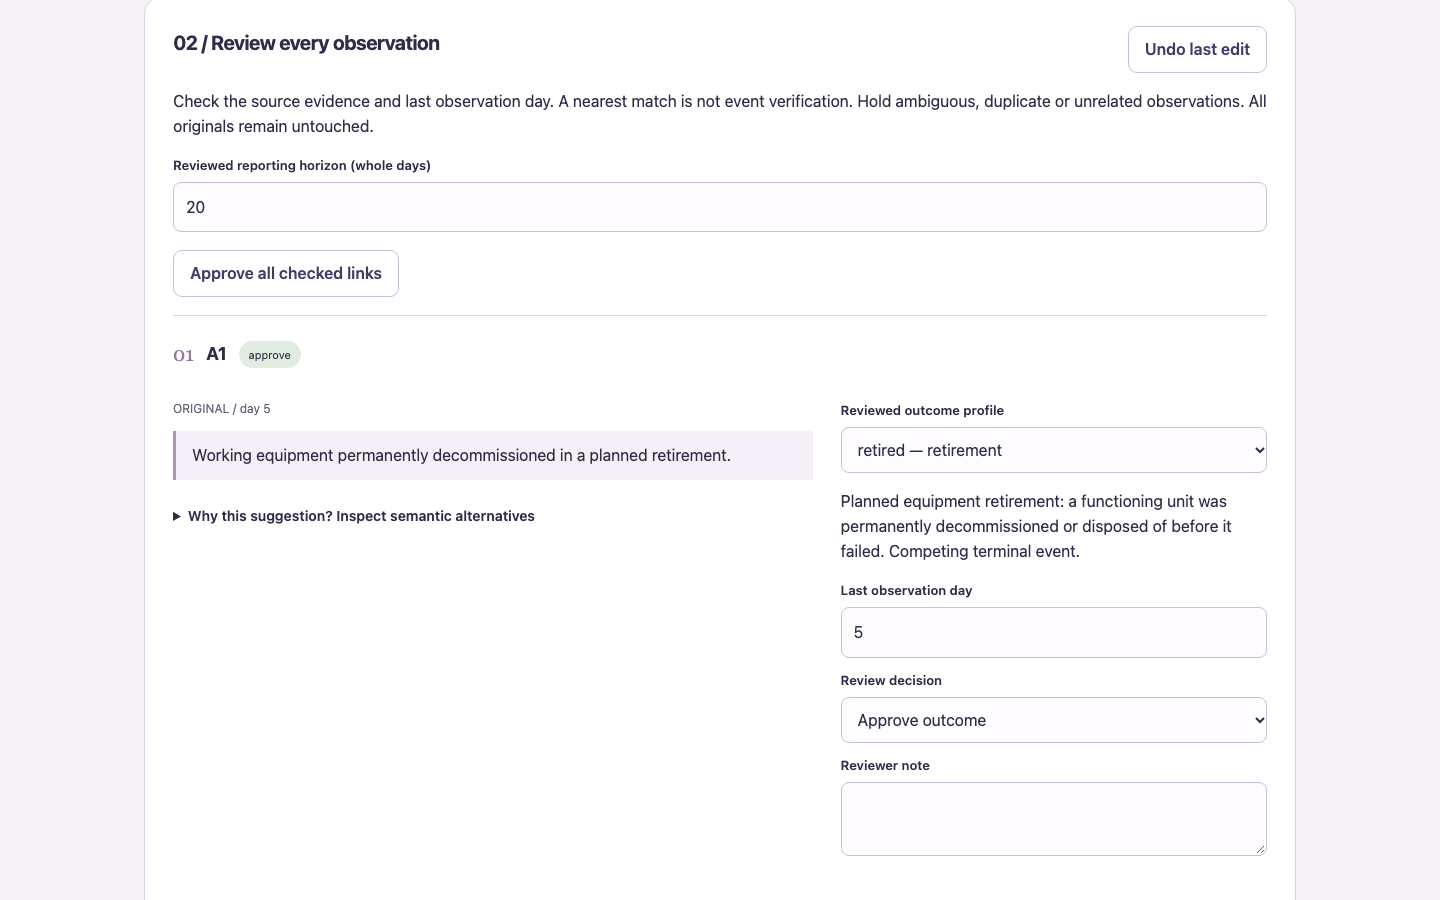 02 / Review every observation
Undo last edit
Check the source evidence and last observation day. A nearest match is not event verification. Hold ambiguous, duplicate or unrelated observations. All
originals remain untouched.
Reviewed reporting horizon (whole days)
20
Approve all checked links
01 A1 approve
ORIGINAL / day 5
Working equipment permanently decommissioned in a planned retirement.
Why this suggestion? Inspect semantic alternatives
Reviewed outcome profile
retired — retirement
Planned equipment retirement: a functioning unit was
permanently decommissioned or disposed of before it
failed. Competing terminal event.
Last observation day
5
Review decision
Approve outcome
Reviewer note